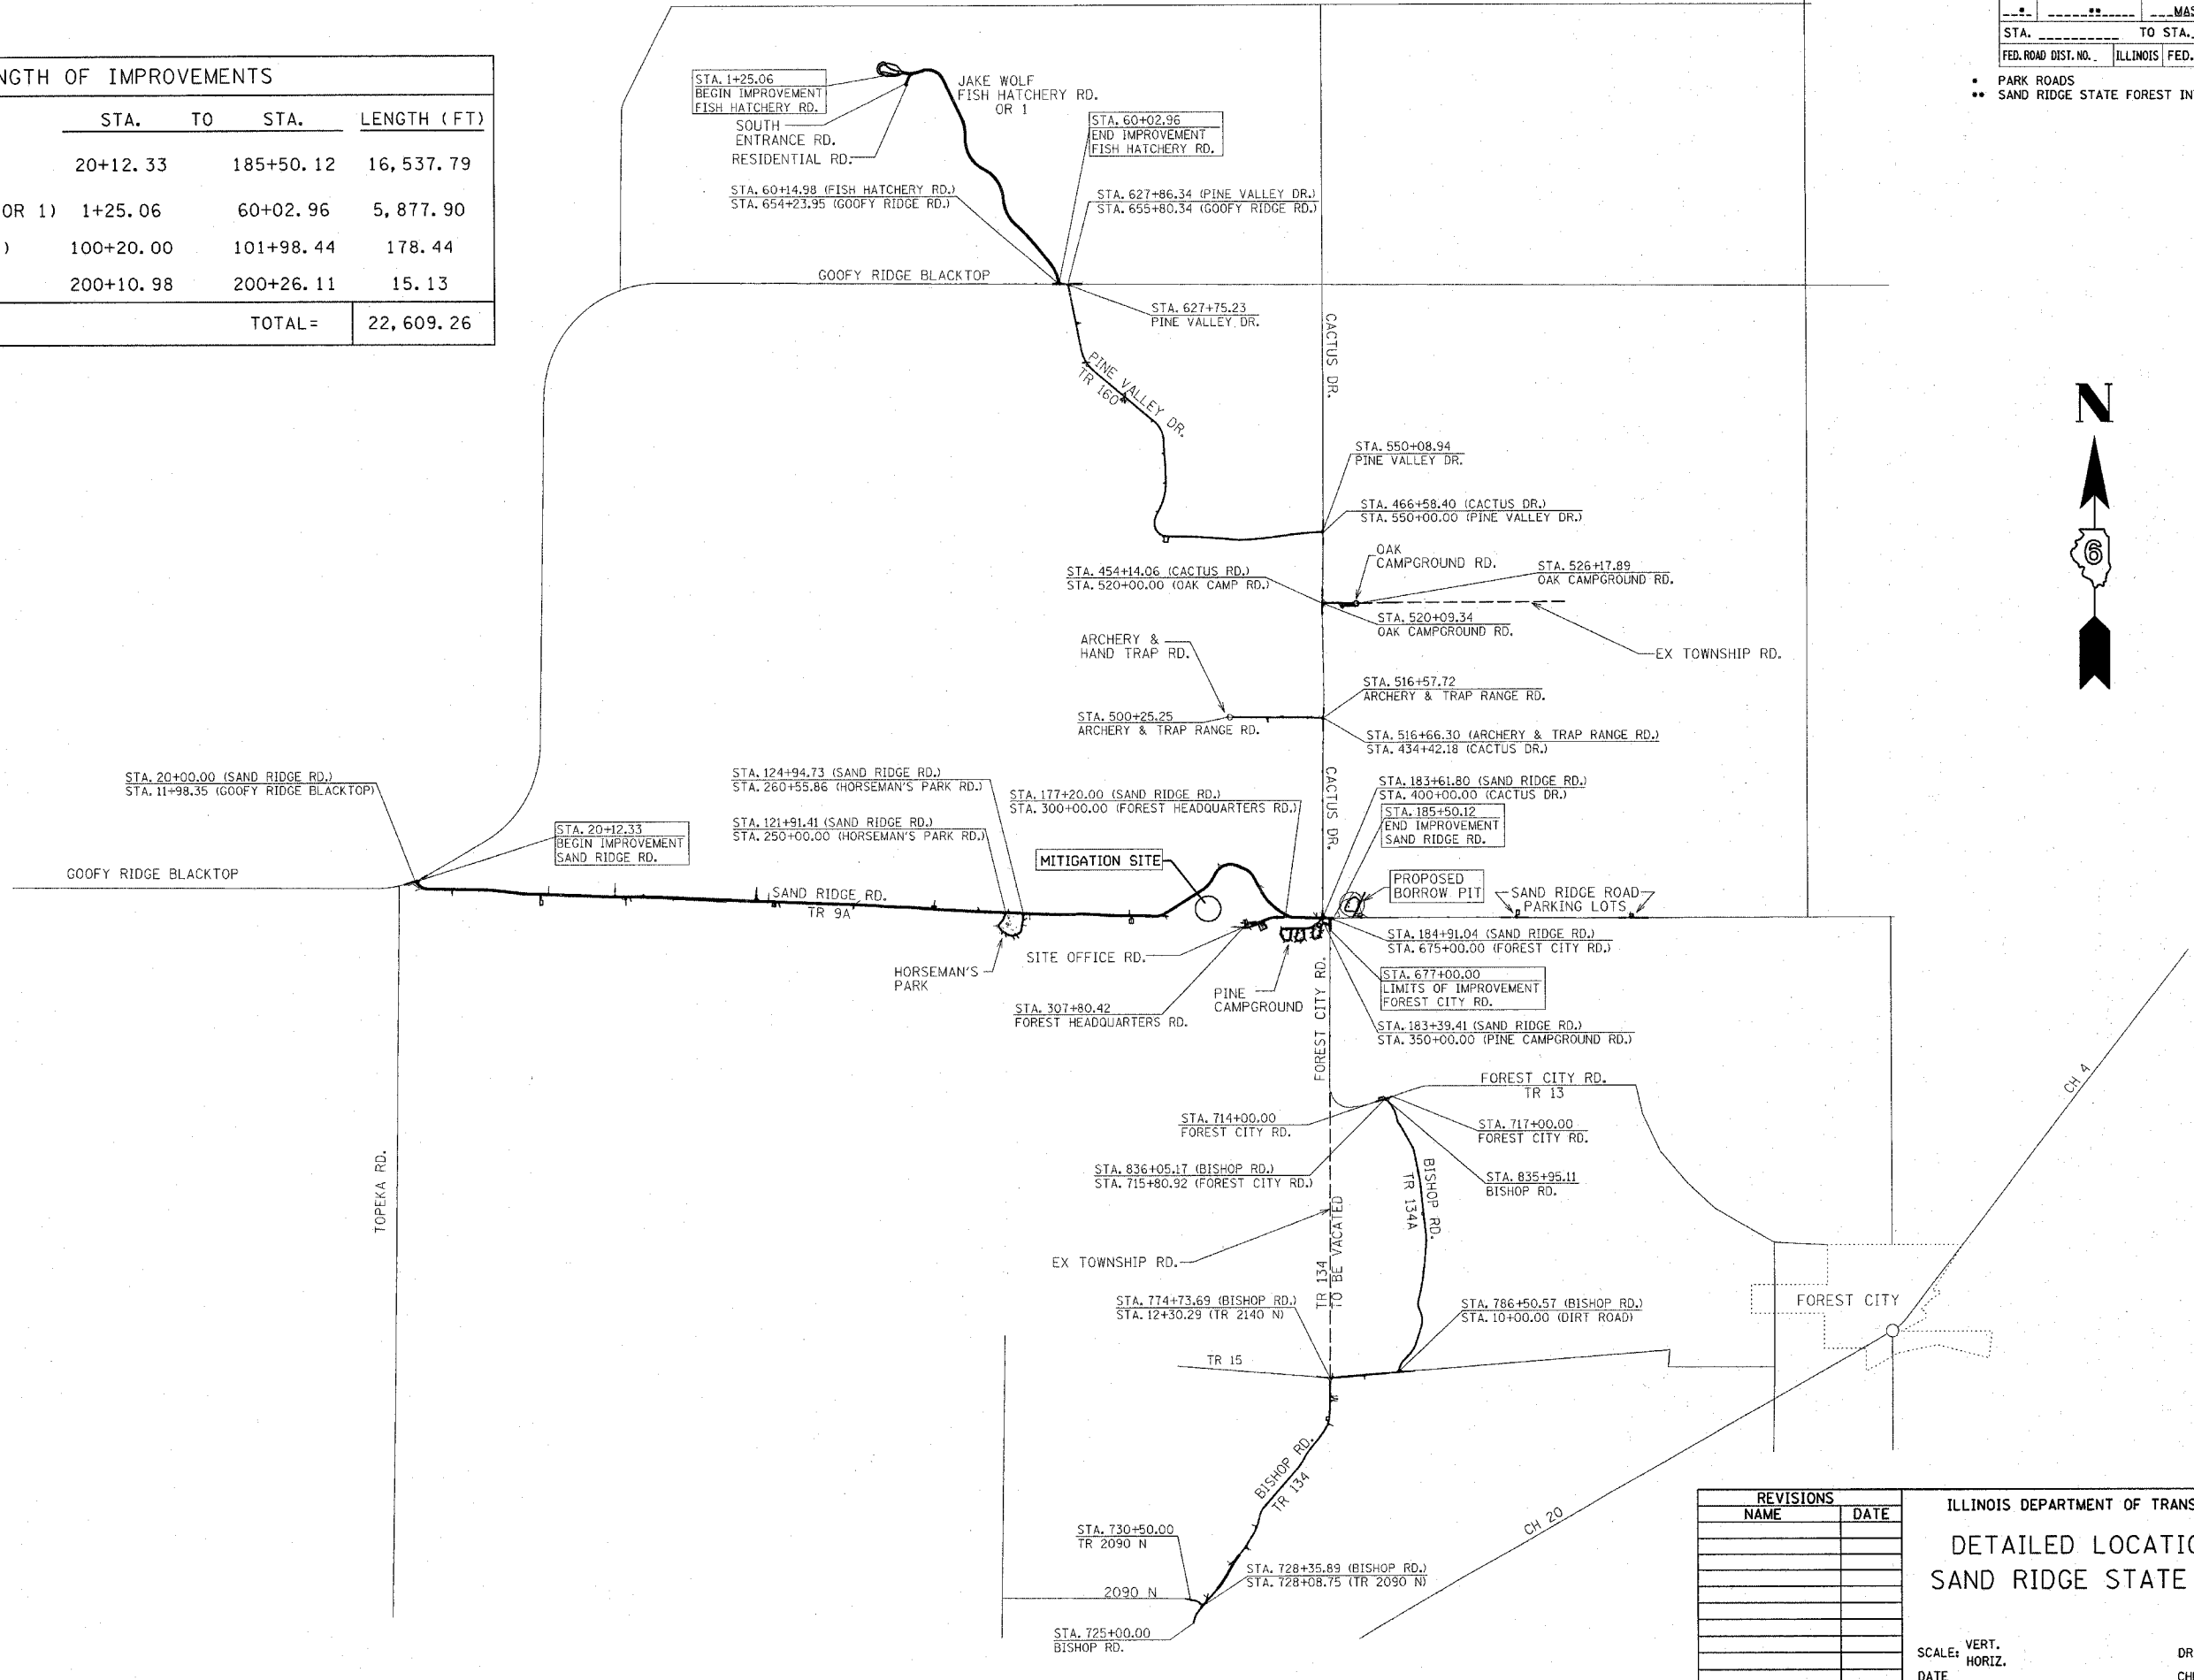 NGTH OF IMPROVEMENTS
STA. TO STA. LENGTH (FT)
20+12.33 185+50.12 16,537.79
OR 1) 1+25.06 60+02.96 5,877.90
) 100+20.00 101+98.44 178.44
200+10.98 200+26.11 15.13
TOTAL= 22,609.26
STA. TO STA.
FED. ROAD DIST. NO. ILLINOIS FED.
• PARK ROADS
•• SAND RIDGE STATE FOREST
STA. 1+25.06
BEGIN IMPROVEMENT
FISH HATCHERY RD.
SOUTH
ENTRANCE RD.
RESIDENTIAL RD.
JAKE WOLF
FISH HATCHERY RD.
OR 1
STA. 60+02.96
END IMPROVEMENT
FISH HATCHERY RD.
STA. 60+14.98 (FISH HATCHERY RD.)
STA. 654+23.95 (GOOFY RIDGE RD.)
STA. 627+86.34 (PINE VALLEY DR.)
STA. 655+80.34 (GOOFY RIDGE RD.)
GOOFY RIDGE BLACKTOP
STA. 627+75.23
PINE VALLEY DR.
CACTUS DR.
PINE VALLEY DR.
TR 160
N
6
STA. 550+08.94
PINE VALLEY DR.
STA. 466+58.40 (CACTUS DR.)
STA. 550+00.00 (PINE VALLEY DR.)
OAK
CAMPGROUND RD.
STA. 454+14.06 (CACTUS RD.)
STA. 520+00.00 (OAK CAMP RD.)
STA. 526+17.89
OAK CAMPGROUND RD.
STA. 520+09.34
OAK CAMPGROUND RD.
EX TOWNSHIP RD.
ARCHERY &
HAND TRAP RD.
STA. 516+57.72
ARCHERY & TRAP RANGE RD.
STA. 500+25.25
ARCHERY & TRAP RANGE RD.
STA. 516+66.30 (ARCHERY & TRAP RANGE RD.)
STA. 434+42.18 (CACTUS DR.)
STA. 20+00.00 (SAND RIDGE RD.)
STA. 11+98.35 (GOOFY RIDGE BLACKTOP)
STA. 124+94.73 (SAND RIDGE RD.)
STA. 260+55.86 (HORSEMAN'S PARK RD.)
STA. 177+20.00 (SAND RIDGE RD.)
STA. 300+00.00 (FOREST HEADQUARTERS RD.)
CACTUS DR.
STA. 183+61.80 (SAND RIDGE RD.)
STA. 400+00.00 (CACTUS DR.)
STA. 185+50.12
END IMPROVEMENT
SAND RIDGE RD.
STA. 20+12.33
BEGIN IMPROVEMENT
SAND RIDGE RD.
STA. 121+91.41 (SAND RIDGE RD.)
STA. 250+00.00 (HORSEMAN'S PARK RD.)
MITIGATION SITE
PROPOSED
BORROW PIT
SAND RIDGE ROAD
PARKING LOTS
GOOFY RIDGE BLACKTOP
SAND RIDGE RD.
TR 9A
STA. 184+91.04 (SAND RIDGE RD.)
STA. 675+00.00 (FOREST CITY RD.)
SITE OFFICE RD.
HORSEMAN'S
PARK
PINE
CAMPGROUND
STA. 677+00.00
LIMITS OF IMPROVEMENT
FOREST CITY RD.
STA. 307+80.42
FOREST HEADQUARTERS RD.
FOREST CITY RD.
STA. 183+39.41 (SAND RIDGE RD.)
STA. 350+00.00 (PINE CAMPGROUND RD.)
FOREST CITY RD.
TR 13
CH 4
STA. 714+00.00
FOREST CITY RD.
STA. 717+00.00
FOREST CITY RD.
STA. 836+05.17 (BISHOP RD.)
STA. 715+80.92 (FOREST CITY RD.)
STA. 835+95.11
BISHOP RD.
BISHOP RD.
TR 134A
TOPEKA RD.
EX TOWNSHIP RD.
TR 134
TO BE VACATED
STA. 774+73.69 (BISHOP RD.)
STA. 12+30.29 (TR 2140 N)
STA. 786+50.57 (BISHOP RD.)
STA. 10+00.00 (DIRT ROAD)
FOREST CITY
TR 15
BISHOP RD.
TR 134
CH 20
STA. 730+50.00
TR 2090 N
STA. 728+35.89 (BISHOP RD.)
STA. 728+08.75 (TR 2090 N)
2090 N
STA. 725+00.00
BISHOP RD.
REVISIONS
NAME DATE
ILLINOIS DEPARTMENT OF TRANS
DETAILED LOCATIO
SAND RIDGE STATE
SCALE: VERT.
HORIZ.
DATE
DR
CH